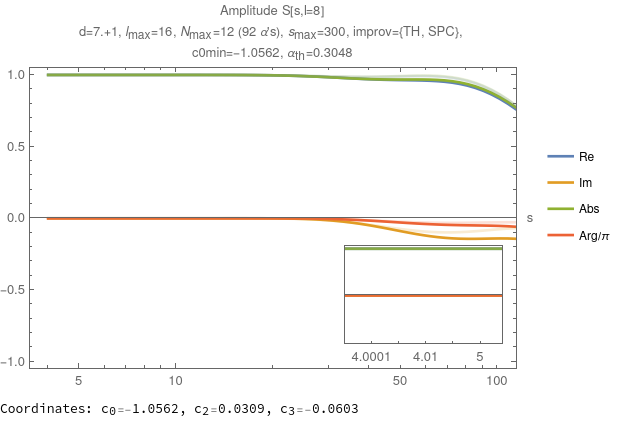 Amplitude S[s,l=8]
d=7.+1, lmax=16, Nmax=12 (92 α's), smax=300, improv={TH, SPC},
c0min=-1.0562, αth=0.3048
1.0
0.5
0.0
-0.5
-1.0
s
Re
Im
Abs
Arg/π
4.0001 4.01 5
5 10 50 100
Coordinates: c0=-1.0562, c2=0.0309, c3=-0.0603